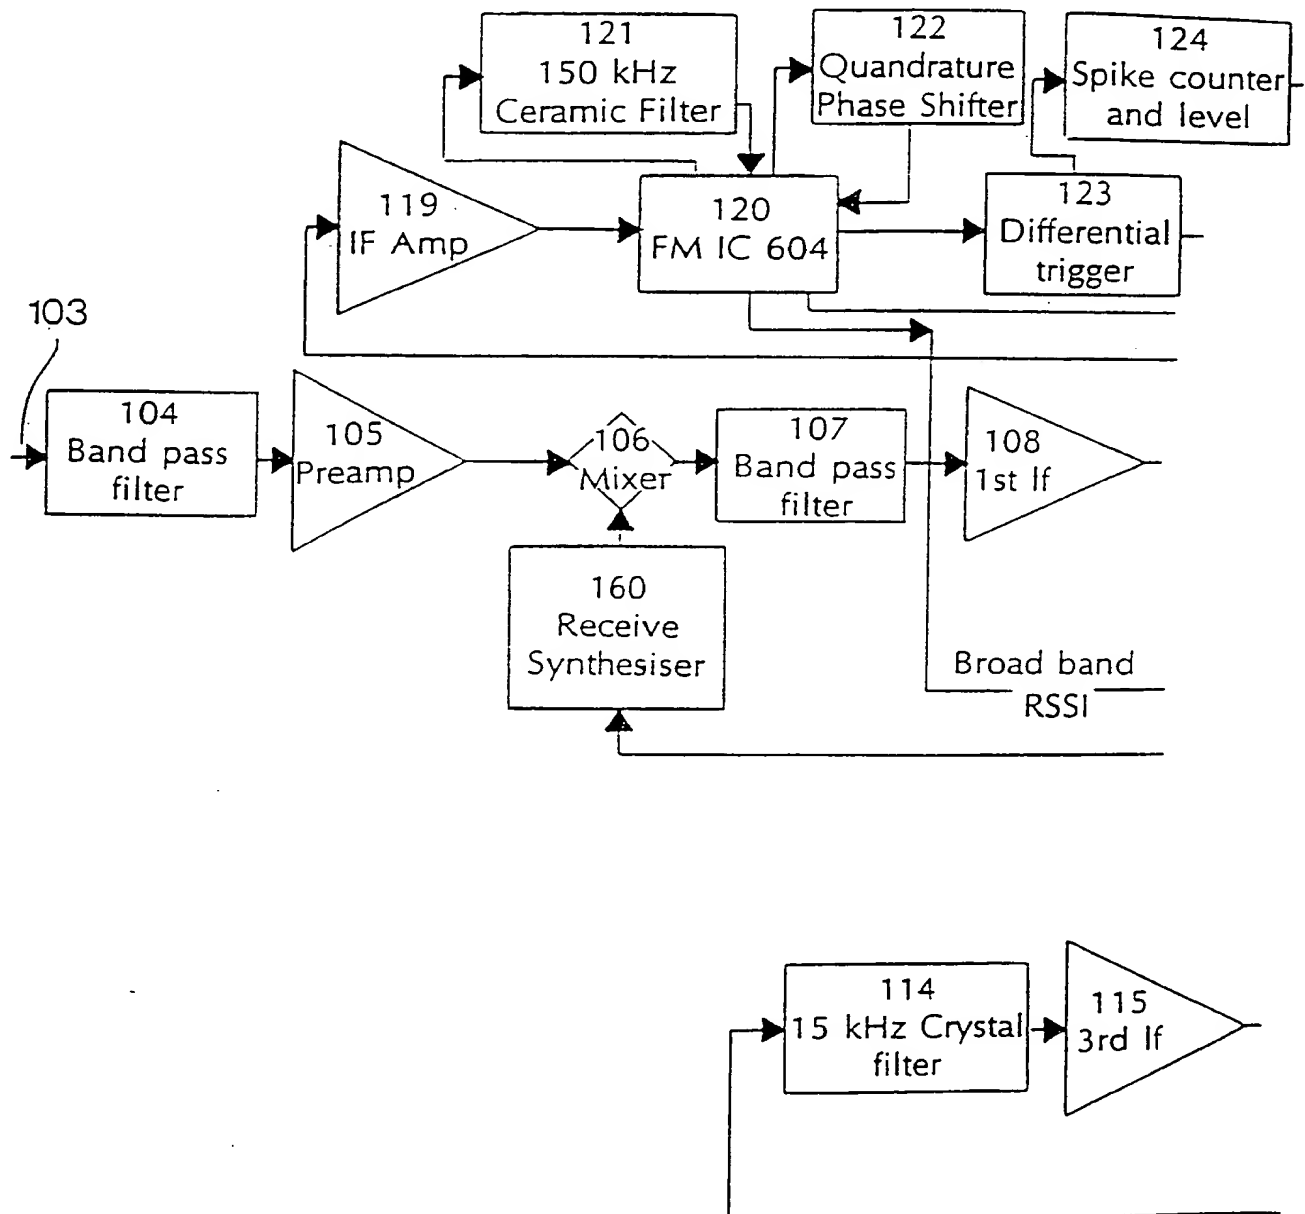 121
150 kHz
Ceramic Filter
122
Quandrature
Phase Shifter
124
Spike counter
and level
119
IF Amp
120
FM IC 604
123
Differential
trigger
103
104
Band pass
filter
105
Preamp
106
Mixer
107
Band pass
filter
108
1st If
160
Receive
Synthesiser
Broad band
RSSI
114
15 kHz Crystal
filter
115
3rd If